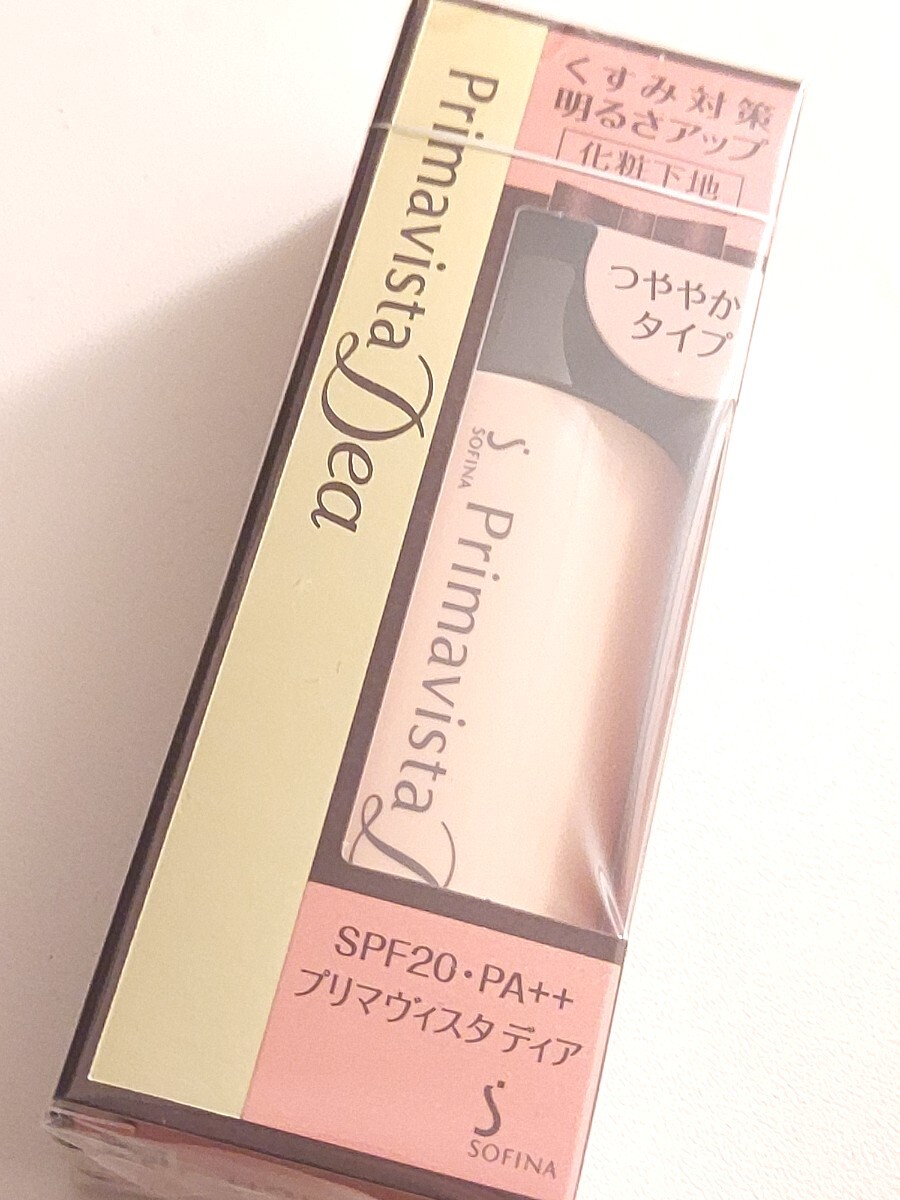 くすみ対策
明るさアップ
化粧下地
Primavista Dea
つややか
タイプ
SOFINA
Primavista
SPF20・PA++
プリマヴィスタ ディア
SOFINA